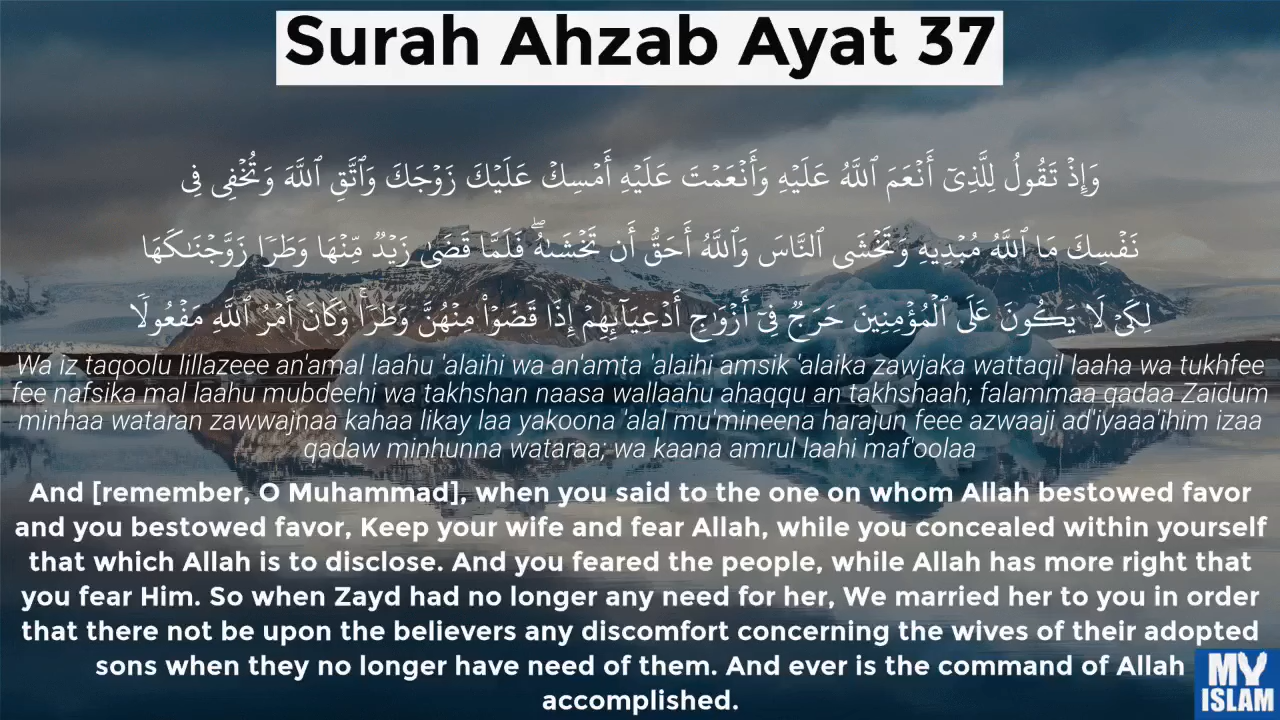 Surah Ahzab Ayat 37
وَإِذْ تَقُولُ لِلَّذِىٓ أَنْعَمَ ٱللَّهُ عَلَيْهِ وَأَنْعَمْتَ عَلَيْهِ أَمْسِكْ عَلَيْكَ زَوْجَكَ وَٱتَّقِ ٱللَّهَ وَتُخْفِى فِى
نَفْسِكَ مَا ٱللَّهُ مُبْدِيهِ وَتَخْشَى ٱلنَّاسَ وَٱللَّهُ أَحَقُّ أَن تَخْشَىٰهُ ۖ فَلَمَّا قَضَىٰ زَيْدٌ مِّنْهَا وَطَرًا زَوَّجْنَـٰكَهَا
لِكَىْ لَا يَكُونَ عَلَى ٱلْمُؤْمِنِينَ حَرَجٌ فِىٓ أَزْوَٰجِ أَدْعِيَآئِهِمْ إِذَا قَضَوْا۟ مِنْهُنَّ وَطَرًا ۚ وَكَانَ أَمْرُ ٱللَّهِ مَفْعُولًا
Wa iz taqoolu lillazeee an'amal laahu 'alaihi wa an'amta 'alaihi amsik 'alaika zawjaka wattaqil laaha wa tukhfee
fee nafsika mal laahu mubdeehi wa takhshan naasa wallaahu ahaqqu an takhshaah; falammaa qadaa Zaidum
minhaa wataran zawwajnaa kahaa likay laa yakoona 'alal mu'mineena harajun feee azwaaji ad'iyaaa'ihim izaa
qadaw minhunna wataraa; wa kaana amrul laahi maf'oolaa
And [remember, O Muhammad], when you said to the one on whom Allah bestowed favor
and you bestowed favor, Keep your wife and fear Allah, while you concealed within yourself
that which Allah is to disclose. And you feared the people, while Allah has more right that
you fear Him. So when Zayd had no longer any need for her, We married her to you in order
that there not be upon the believers any discomfort concerning the wives of their adopted
sons when they no longer have need of them. And ever is the command of Allah
accomplished.
MY
ISLAM